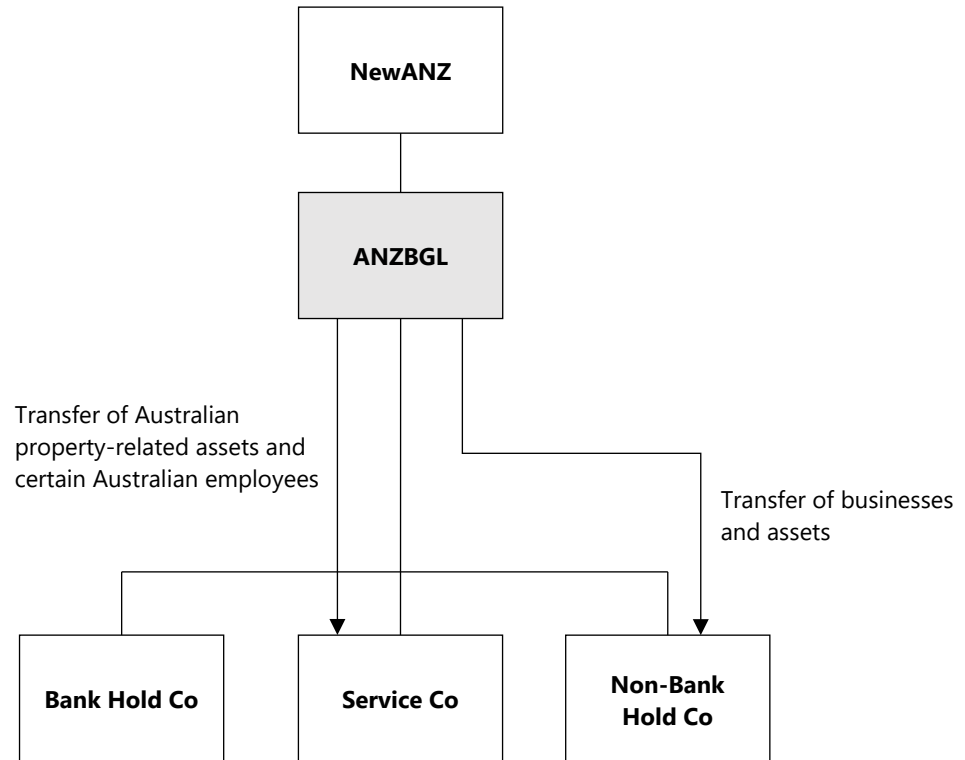 NewANZ
ANZBGL
Transfer of Australian
property-related assets and
certain Australian employees
Transfer of businesses
and assets
Bank Hold Co
Service Co
Non-Bank
Hold Co